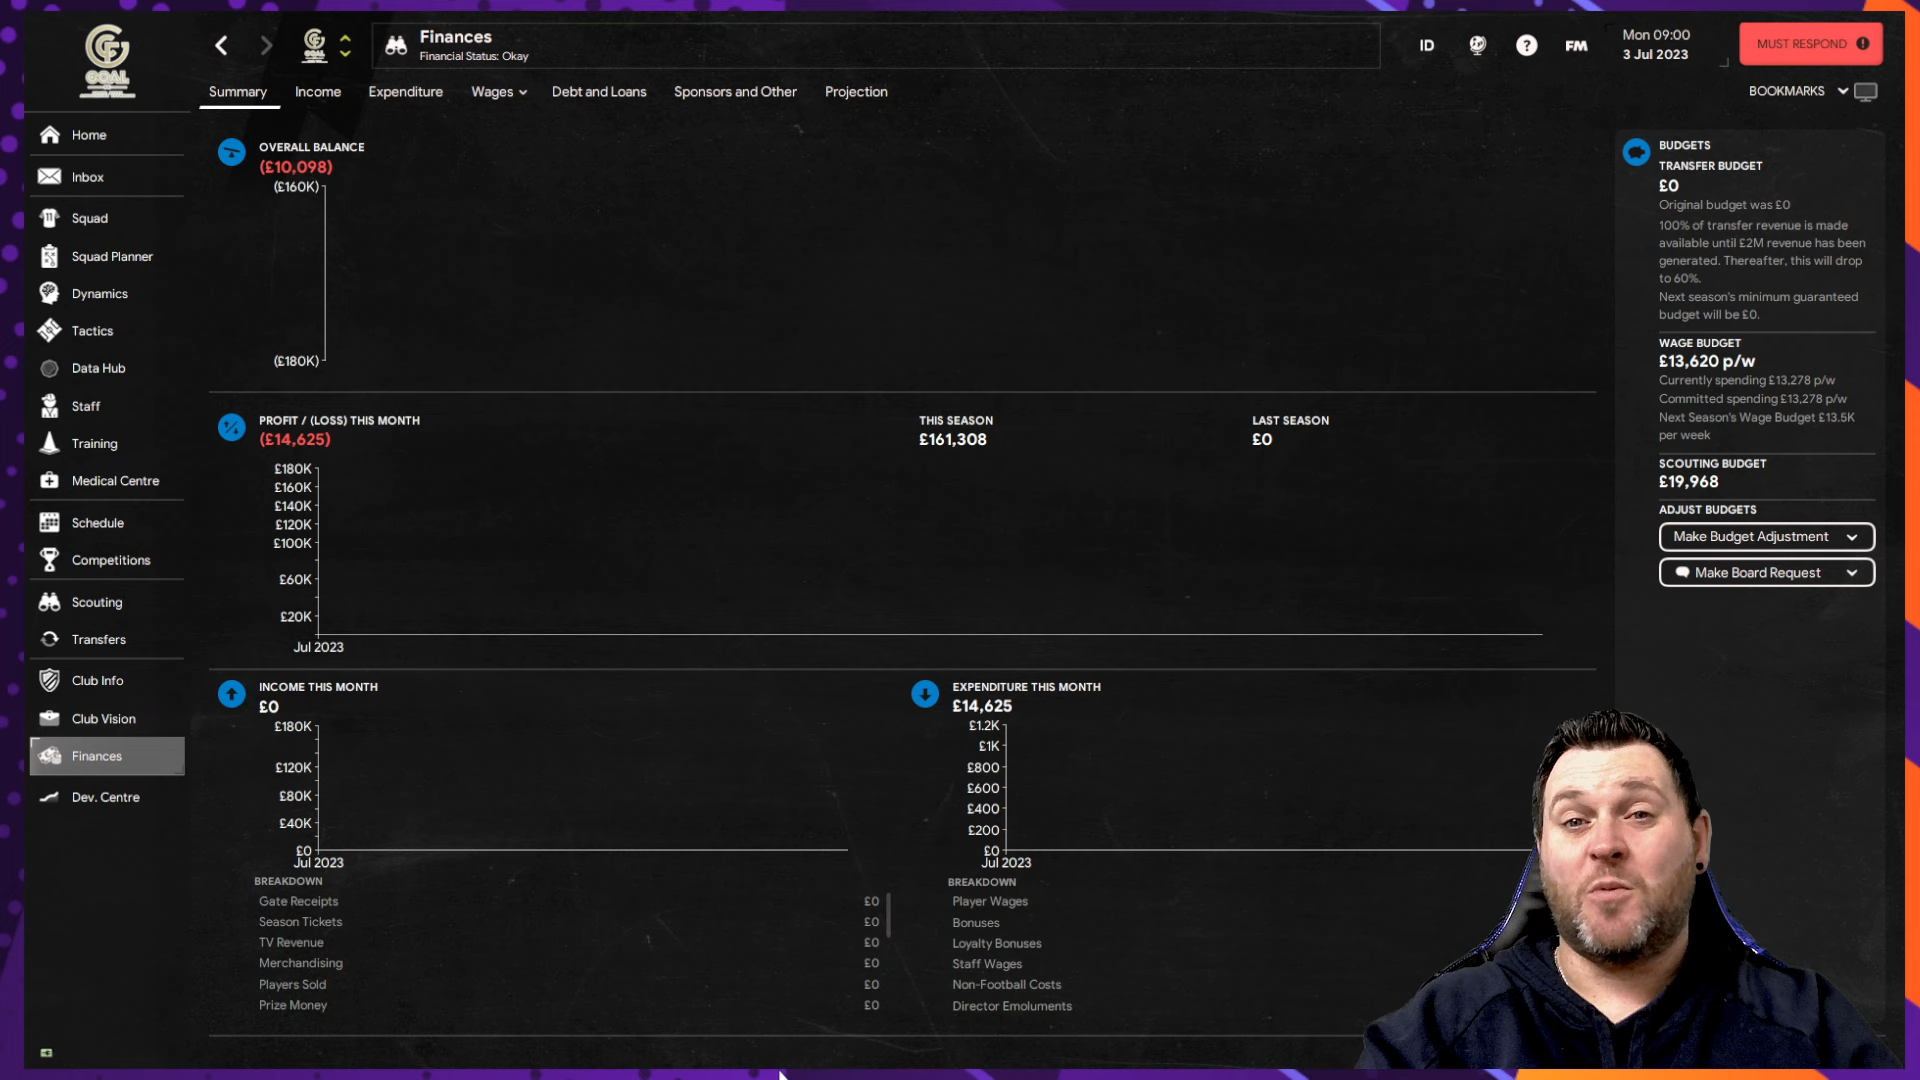 GOAL
GOAL
Finances
Financial Status: Okay
ID
?
FM
Mon 09:00
3 Jul 2023
MUST RESPOND
Summary
Income
Expenditure
Wages
Debt and Loans
Sponsors and Other
Projection
BOOKMARKS
Home
Inbox
Squad
Squad Planner
Dynamics
Tactics
Data Hub
Staff
Training
Medical Centre
Schedule
Competitions
Scouting
Transfers
Club Info
Club Vision
Finances
Dev. Centre
OVERALL BALANCE
(£10,098)
(£160K)
(£180K)
PROFIT / (LOSS) THIS MONTH
(£14,625)
THIS SEASON
£161,308
LAST SEASON
£0
£180K
£160K
£140K
£120K
£100K
£60K
£20K
Jul 2023
INCOME THIS MONTH
£0
£180K
£120K
£80K
£40K
£0
Jul 2023
BREAKDOWN
Gate Receipts £0
Season Tickets £0
TV Revenue £0
Merchandising £0
Players Sold £0
Prize Money £0
EXPENDITURE THIS MONTH
£14,625
£1.2K
£1K
£800
£600
£400
£200
£0
Jul 2023
BREAKDOWN
Player Wages
Bonuses
Loyalty Bonuses
Staff Wages
Non-Football Costs
Director Emoluments
BUDGETS
TRANSFER BUDGET
£0
Original budget was £0
100% of transfer revenue is made
available until £2M revenue has been
generated. Thereafter, this will drop
to 60%.
Next season's minimum guaranteed
budget will be £0.
WAGE BUDGET
£13,620 p/w
Currently spending £13,278 p/w
Committed spending £13,278 p/w
Next Season's Wage Budget £13.5K
per week
SCOUTING BUDGET
£19,968
ADJUST BUDGETS
Make Budget Adjustment
Make Board Request